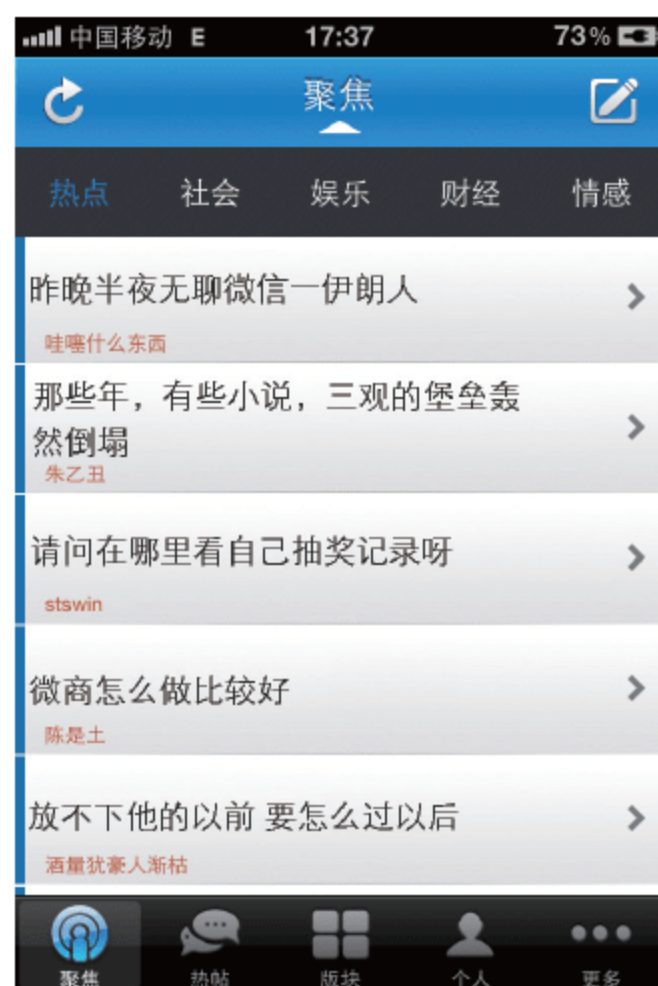 中国移动 E 17:37 73%
聚焦
热点 社会 娱乐 财经 情感
昨晚半夜无聊微信一伊朗人
哇噻什么东西
那些年，有些小说，三观的堡垒轰
然倒塌
朱乙丑
请问在哪里看自己抽奖记录呀
stswin
微商怎么做比较好
陈是土
放不下他的以前 要怎么过以后
酒量犹豪人渐枯
聚焦 热帖 版块 个人 更多